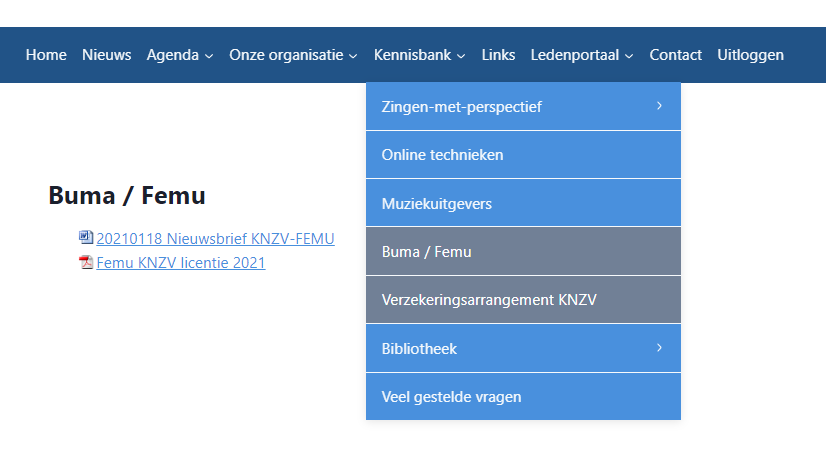 Home Nieuws Agenda Onze organisatie Kennisbank Links Ledenportaal Contact Uitloggen
Zingen-met-perspectief
Online technieken
Muziekuitgevers
Buma / Femu
Verzekeringsarrangement KNZV
Bibliotheek
Veel gestelde vragen
Buma / Femu
20210118 Nieuwsbrief KNZV-FEMU
Femu KNZV licentie 2021